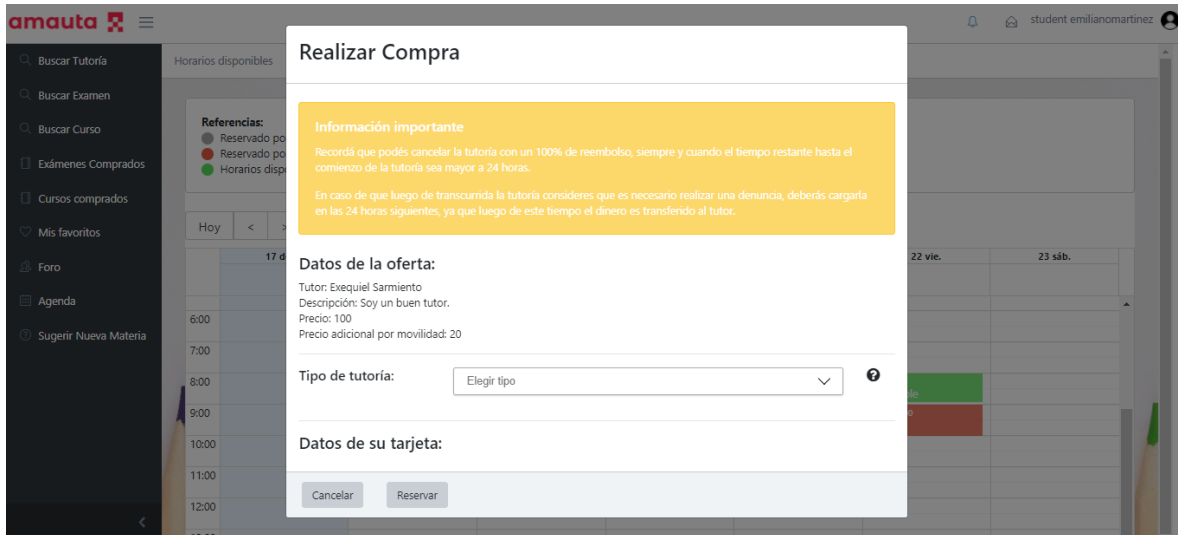 amauta
student emilianomartinez
Buscar Tutoría
Buscar Examen
Buscar Curso
Exámenes Comprados
Cursos comprados
Mis favoritos
Foro
Agenda
Sugerir Nueva Materia
Horarios disponibles
Referencias:
Reservado po
Reservado po
Horarios disp
Hoy < >
17 d
22 vie.
23 sáb.
6:00
7:00
8:00
9:00
10:00
11:00
12:00
Realizar Compra
Información importante
Recordá que podés cancelar la tutoría con un 100% de reembolso, siempre y cuando el tiempo restante hasta el
comienzo de la tutoría sea mayor a 24 horas.
En caso de que luego de transcurrida la tutoría consideres que es necesario realizar una denuncia, deberás cargarla
en las 24 horas siguientes, ya que luego de este tiempo el dinero es transferido al tutor.
Datos de la oferta:
Tutor: Exequiel Sarmiento
Descripción: Soy un buen tutor.
Precio: 100
Precio adicional por movilidad: 20
Tipo de tutoría:
Elegir tipo
Datos de su tarjeta:
Cancelar
Reservar